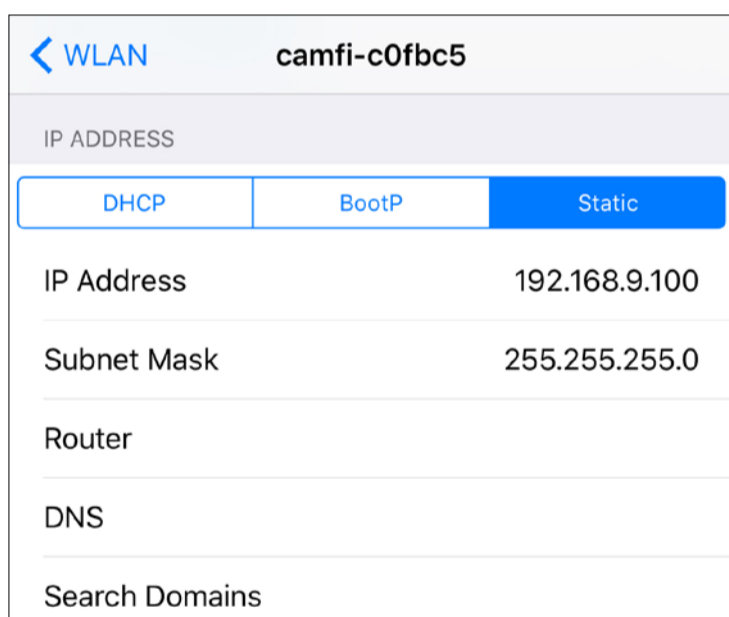 WLAN camfi-c0fbc5
IP ADDRESS
DHCP BootP Static
IP Address 192.168.9.100
Subnet Mask 255.255.255.0
Router
DNS
Search Domains